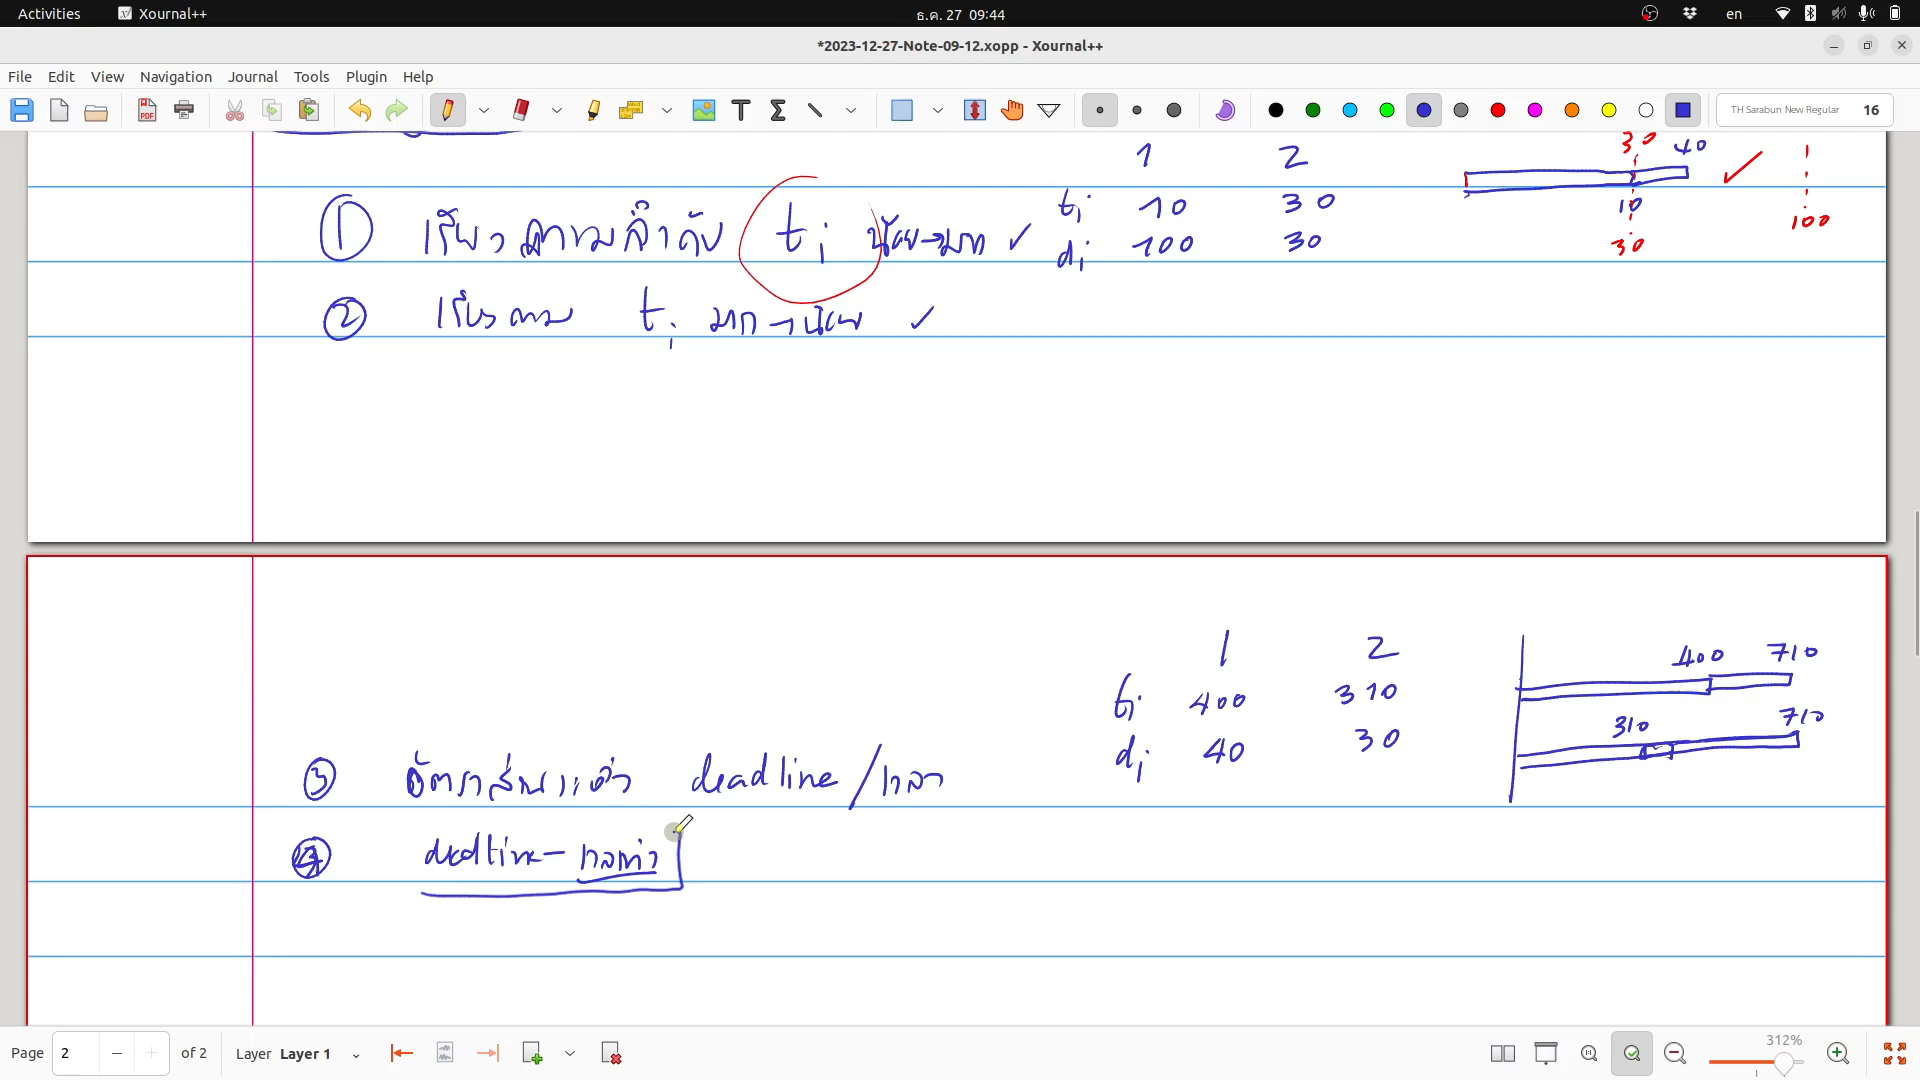 Activities Xournal++ ธ.ค. 27 09:44 en
*2023-12-27-Note-09-12.xopp - Xournal++
File Edit View Navigation Journal Tools Plugin Help
TH Sarabun New Regular 16
1 2 30 40
① เรียงตามลำดับ ti น้อย→มาก ✓ ti 10 30 10 100
di 100 30 30
② เรียงตาม ti มาก→น้อย ✓
1 2 400 710
ti 400 310
di 40 30 310 710
③ อัตราส่วนระหว่าง deadline/เวลา
④ deadline - เวลาทำ
Page 2 of 2 Layer Layer 1 312%